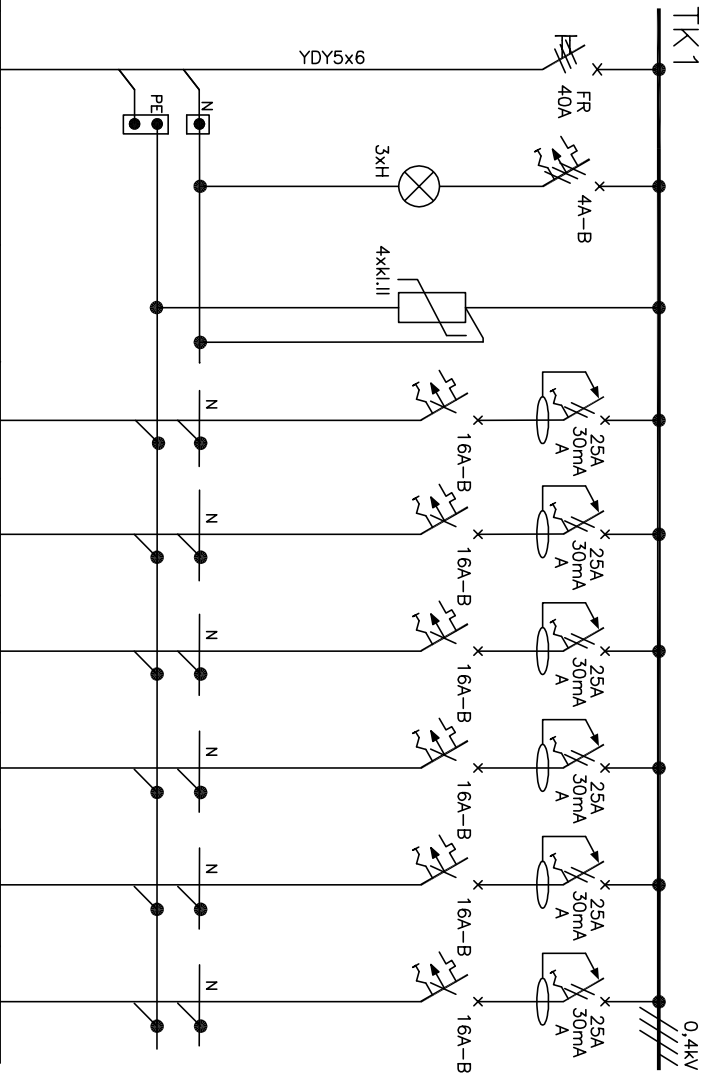 TK1
0,4kV
FR
40A
YDY5x6
PE
N
4A-B
3xH
4xkl.II
25A
30mA
A
16A-B
N
25A
30mA
A
16A-B
N
25A
30mA
A
16A-B
N
25A
30mA
A
16A-B
N
25A
30mA
A
16A-B
N
25A
30mA
A
16A-B
N